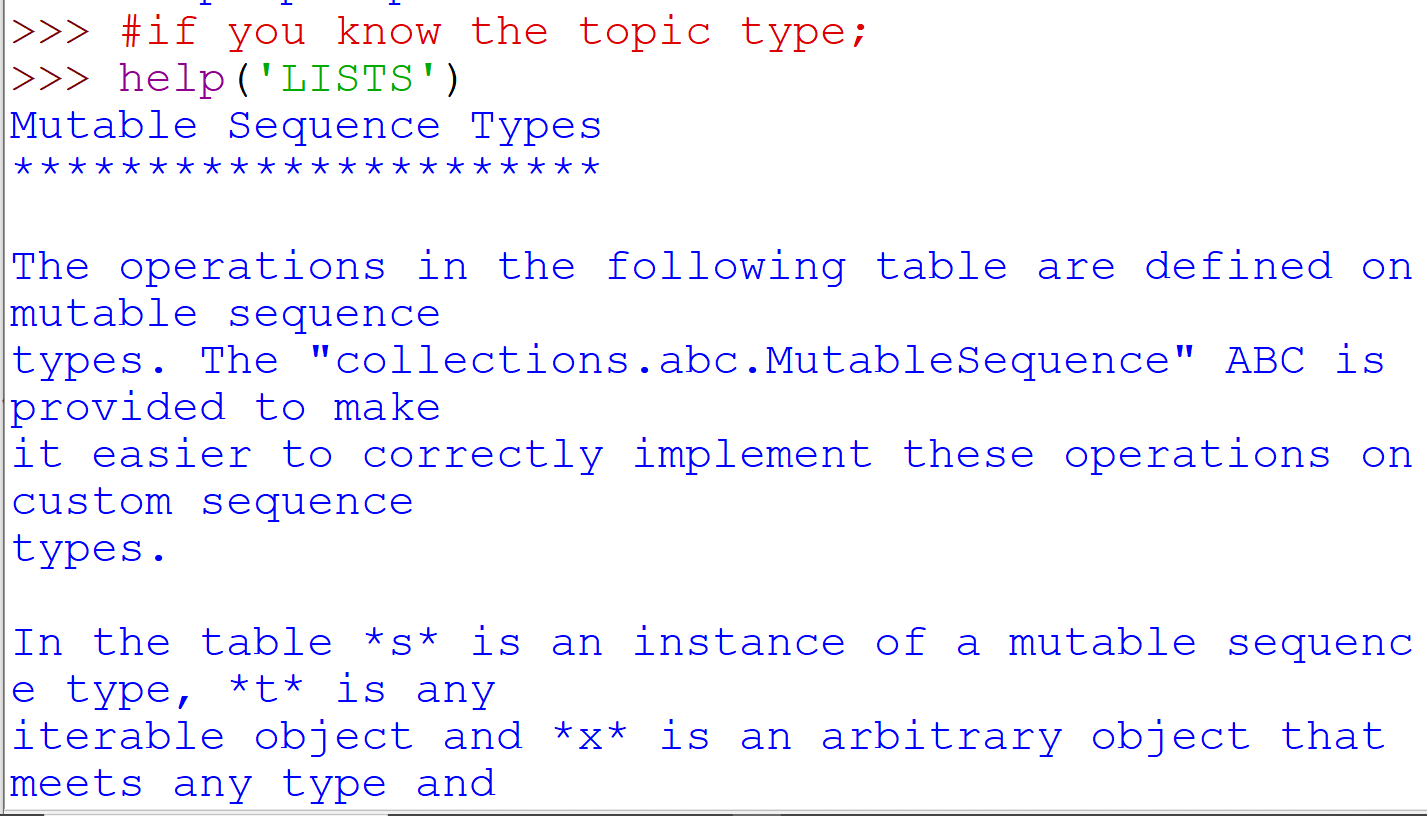 >>> #if you know the topic type;
>>> help('LISTS')
Mutable Sequence Types
**********************
The operations in the following table are defined on
mutable sequence
types. The "collections.abc.MutableSequence" ABC is
provided to make
it easier to correctly implement these operations on
custom sequence
types.
In the table *s* is an instance of a mutable sequenc
e type, *t* is any
iterable object and *x* is an arbitrary object that
meets any type and